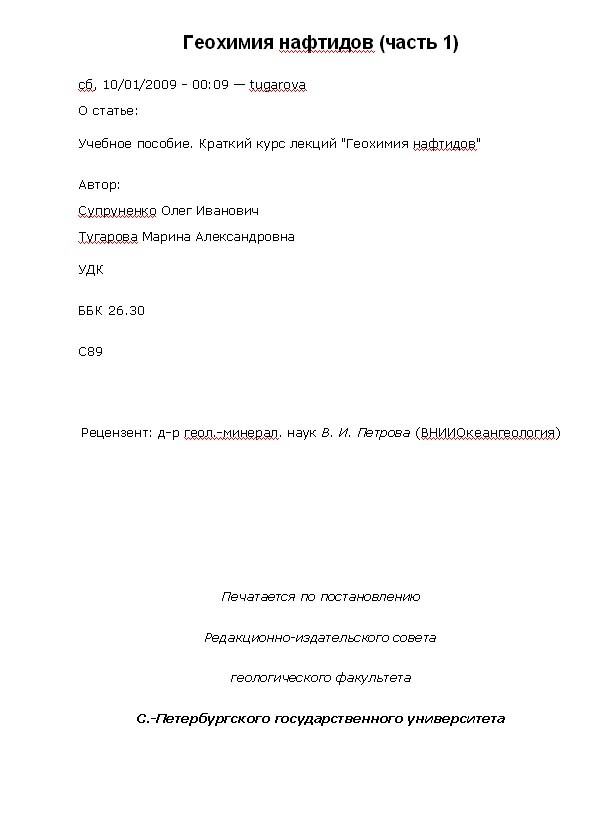 Геохимия нафтидов (часть 1)
сб, 10/01/2009 – 00:09 — tugarova
О статье:
Учебное пособие. Краткий курс лекций "Геохимия нафтидов"
Автор:
Супруненко Олег Иванович
Тугарова Марина Александровна
УДК
ББК 26.30
С89
Рецензент: д-р геол.-минерал. наук В. И. Петрова (ВНИИОкеангеология)
Печатается по постановлению
Редакционно-издательского совета
геологического факультета
С.-Петербургского государственного университета